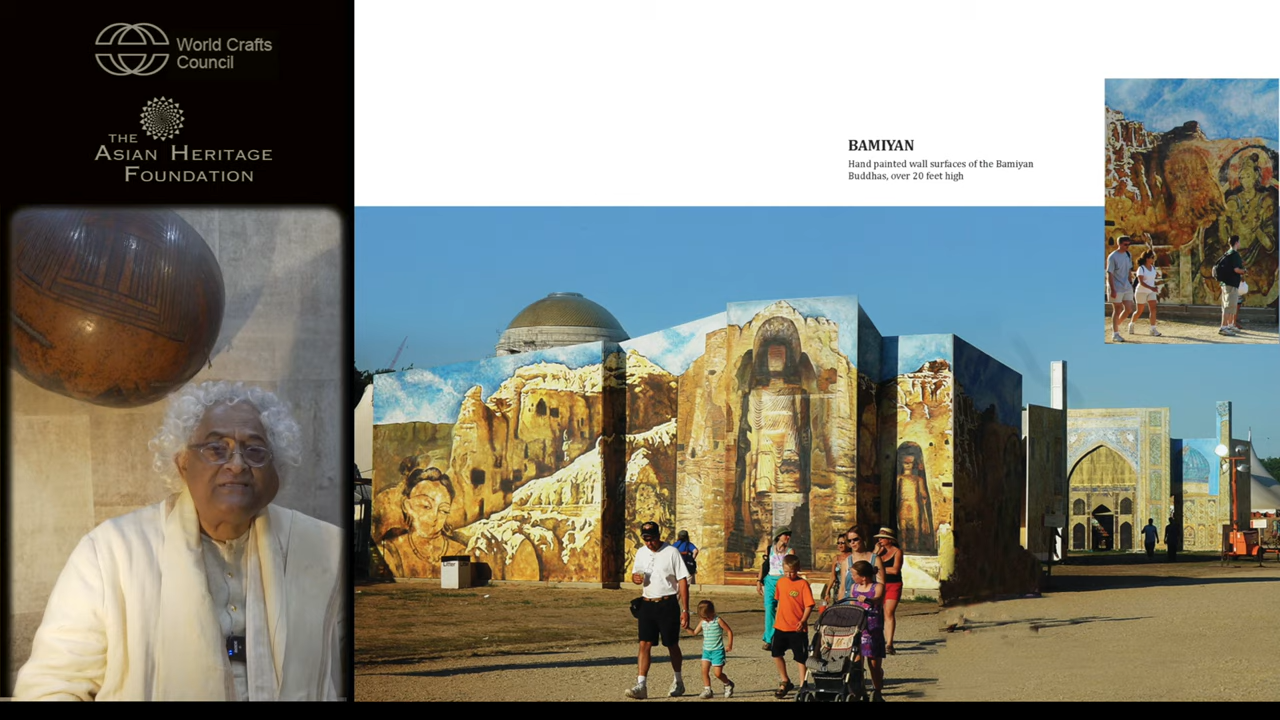 World Crafts
Council
THE
ASIAN HERITAGE
FOUNDATION
BAMIYAN
Hand painted wall surfaces of the Bamiyan
Buddhas, over 20 feet high
Litter